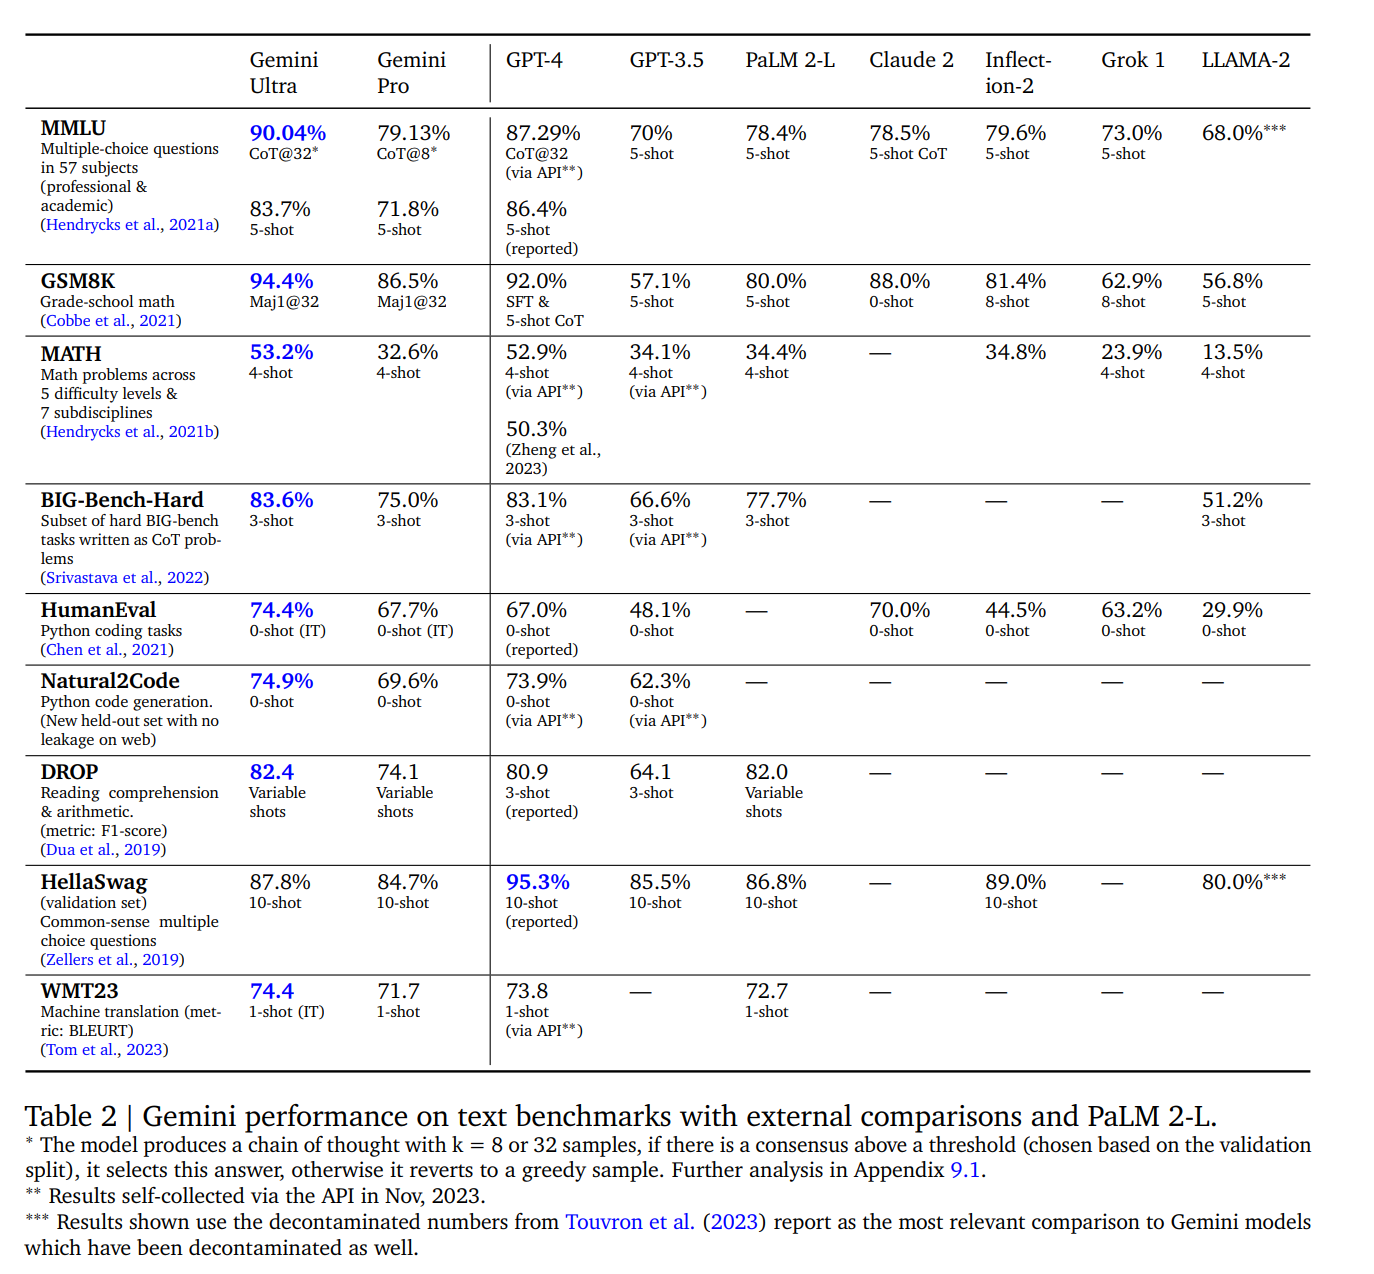 Gemini Ultra Gemini Pro GPT-4 GPT-3.5 PaLM 2-L Claude 2 Inflect-ion-2 Grok 1 LLAMA-2
MMLU
Multiple-choice questions
in 57 subjects
(professional &
academic)
(Hendrycks et al., 2021a)
90.04%
CoT@32*
83.7%
5-shot
79.13%
CoT@8*
71.8%
5-shot
87.29%
CoT@32
(via API**)
86.4%
5-shot
(reported)
70%
5-shot
78.4%
5-shot
78.5%
5-shot CoT
79.6%
5-shot
73.0%
5-shot
68.0%***
GSM8K
Grade-school math
(Cobbe et al., 2021)
94.4%
Maj1@32
86.5%
Maj1@32
92.0%
SFT &
5-shot CoT
57.1%
5-shot
80.0%
5-shot
88.0%
0-shot
81.4%
8-shot
62.9%
8-shot
56.8%
5-shot
MATH
Math problems across
5 difficulty levels &
7 subdisciplines
(Hendrycks et al., 2021b)
53.2%
4-shot
32.6%
4-shot
52.9%
4-shot
(via API**)
50.3%
(Zheng et al.,
2023)
34.1%
4-shot
(via API**)
34.4%
4-shot
—
34.8%
23.9%
4-shot
13.5%
4-shot
BIG-Bench-Hard
Subset of hard BIG-bench
tasks written as CoT prob-
lems
(Srivastava et al., 2022)
83.6%
3-shot
75.0%
3-shot
83.1%
3-shot
(via API**)
66.6%
3-shot
(via API**)
77.7%
3-shot
—
—
—
51.2%
3-shot
HumanEval
Python coding tasks
(Chen et al., 2021)
74.4%
0-shot (IT)
67.7%
0-shot (IT)
67.0%
0-shot
(reported)
48.1%
0-shot
—
70.0%
0-shot
44.5%
0-shot
63.2%
0-shot
29.9%
0-shot
Natural2Code
Python code generation.
(New held-out set with no
leakage on web)
74.9%
0-shot
69.6%
0-shot
73.9%
0-shot
(via API**)
62.3%
0-shot
(via API**)
—
—
—
—
—
DROP
Reading comprehension
& arithmetic.
(metric: F1-score)
(Dua et al., 2019)
82.4
Variable
shots
74.1
Variable
shots
80.9
3-shot
(reported)
64.1
3-shot
82.0
Variable
shots
—
—
—
—
HellaSwag
(validation set)
Common-sense multiple
choice questions
(Zellers et al., 2019)
87.8%
10-shot
84.7%
10-shot
95.3%
10-shot
(reported)
85.5%
10-shot
86.8%
10-shot
—
89.0%
10-shot
—
80.0%***
WMT23
Machine translation (met-
ric: BLEURT)
(Tom et al., 2023)
74.4
1-shot (IT)
71.7
1-shot
73.8
1-shot
(via API**)
—
72.7
1-shot
—
—
—
—
Table 2 | Gemini performance on text benchmarks with external comparisons and PaLM 2-L.
* The model produces a chain of thought with k = 8 or 32 samples, if there is a consensus above a threshold (chosen based on the validation
split), it selects this answer, otherwise it reverts to a greedy sample. Further analysis in Appendix 9.1.
** Results self-collected via the API in Nov, 2023.
*** Results shown use the decontaminated numbers from Touvron et al. (2023) report as the most relevant comparison to Gemini models
which have been decontaminated as well.